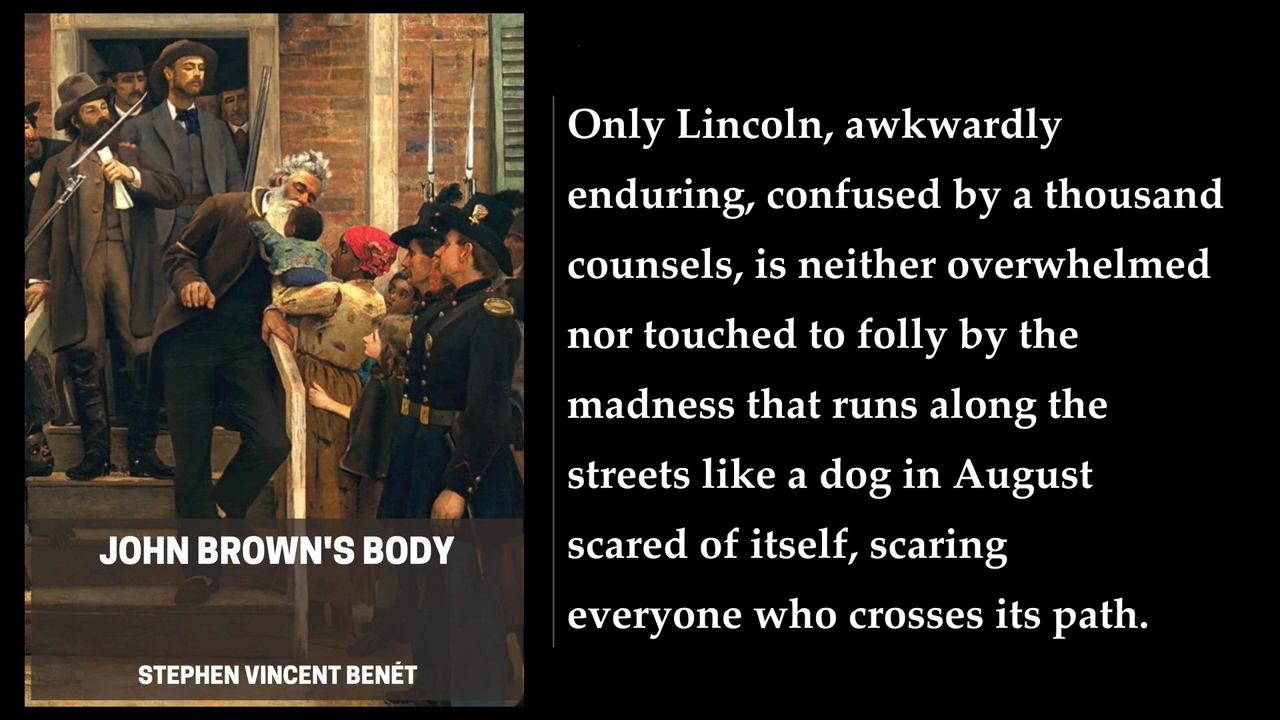 JOHN BROWN'S BODY
STEPHEN VINCENT BENÉT
Only Lincoln, awkwardly
enduring, confused by a thousand
counsels, is neither overwhelmed
nor touched to folly by the
madness that runs along the
streets like a dog in August
scared of itself, scaring
everyone who crosses its path.